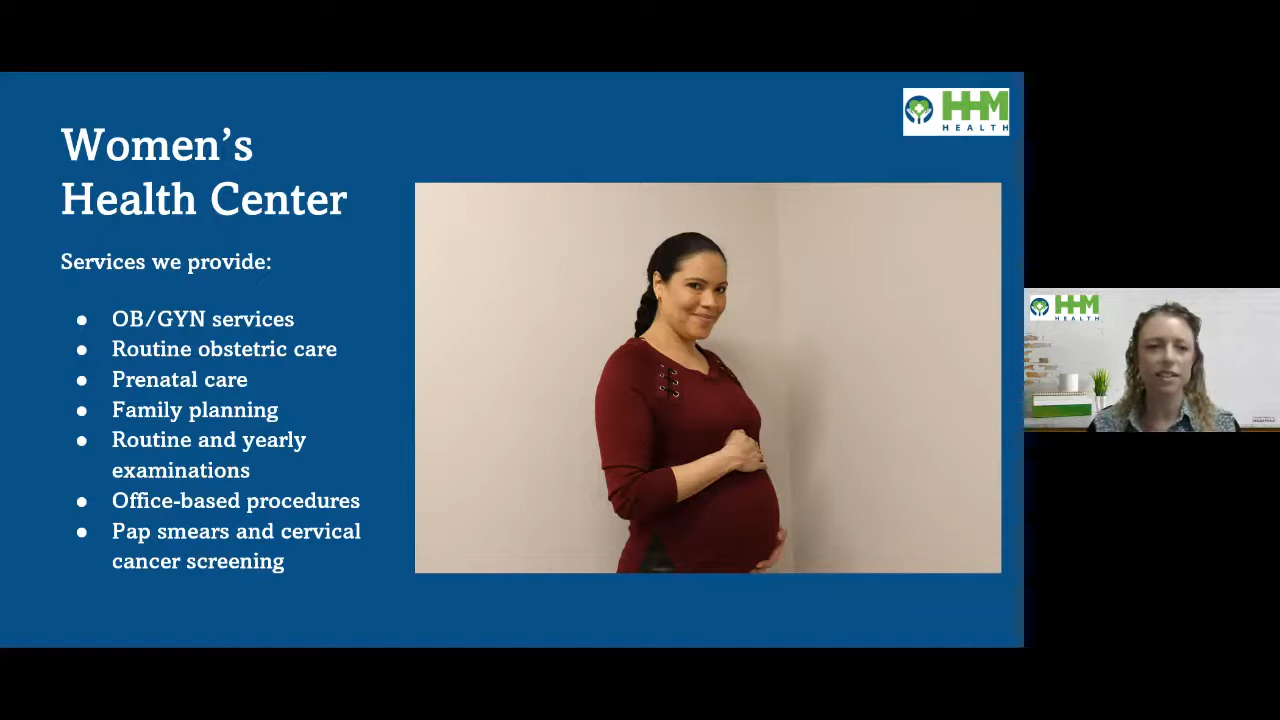 HHM
HEALTH
Women’s
Health Center
Services we provide:
● OB/GYN services
● Routine obstetric care
● Prenatal care
● Family planning
● Routine and yearly
examinations
● Office-based procedures
● Pap smears and cervical
cancer screening
HHM
HEALTH